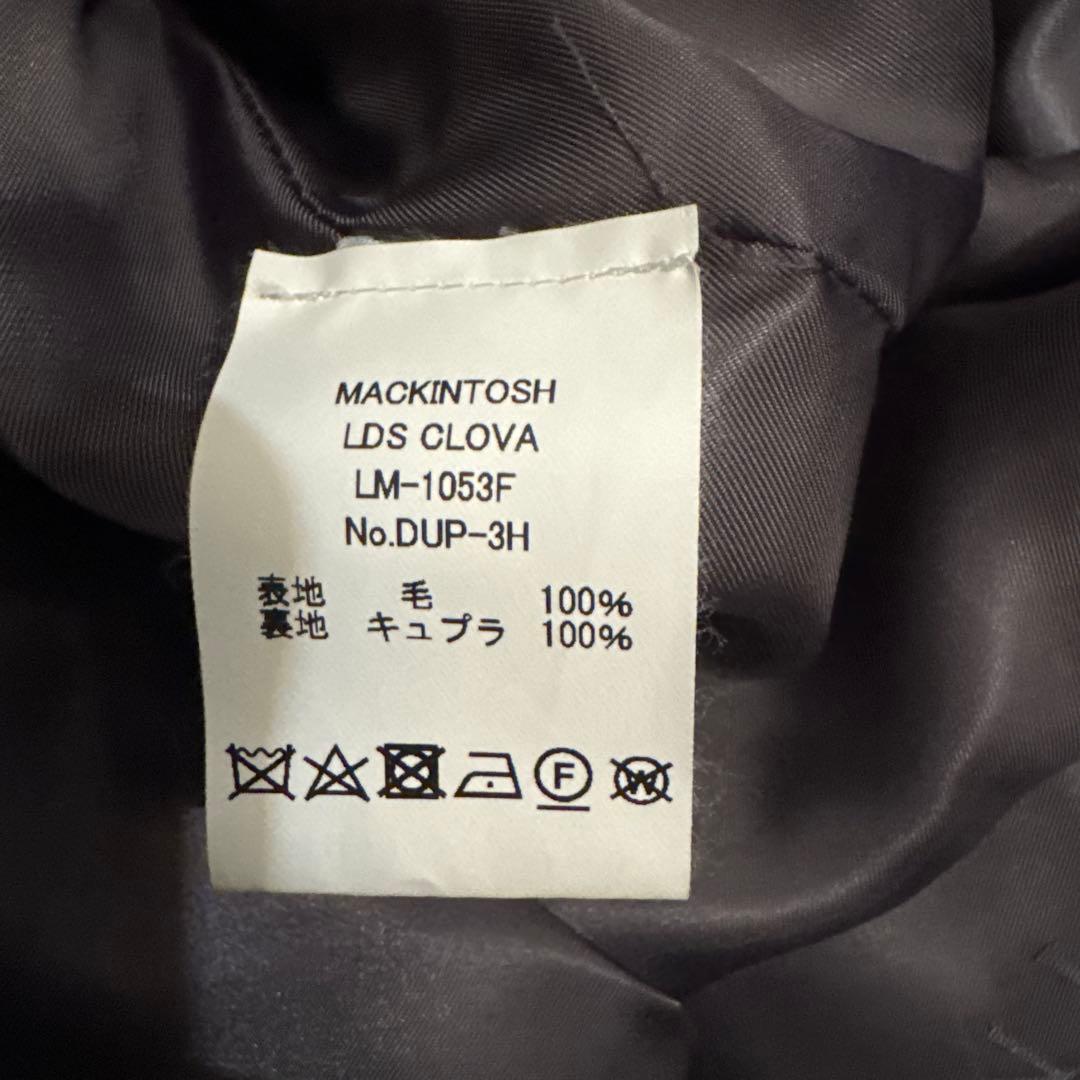 MACKINTOSH
LDS CLOVA
LM-1053F
No.DUP-3H
表地 毛 100%
裏地 キュプラ 100%
F
W